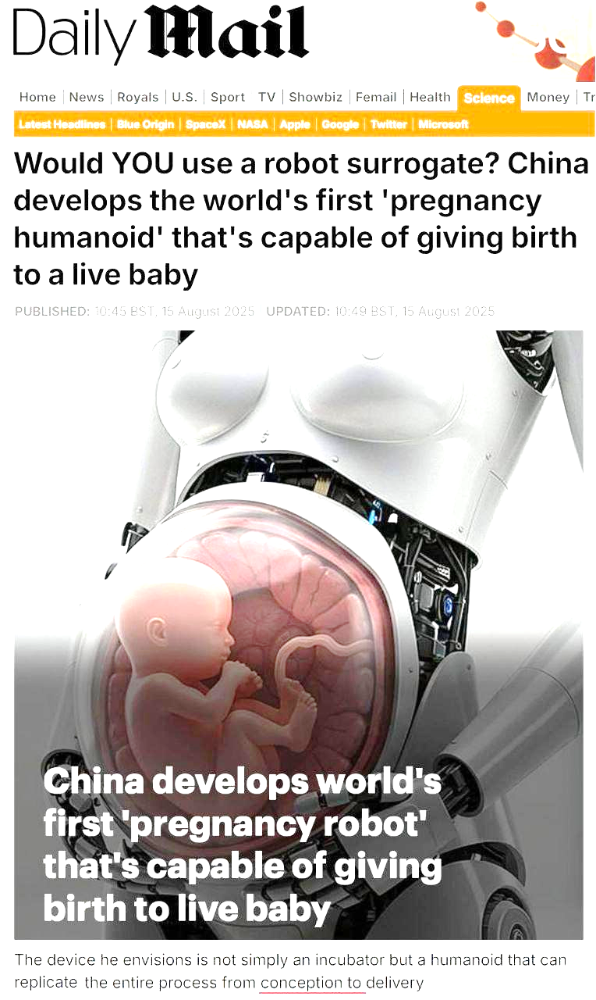 Daily Mail
Home News Royals U.S. Sport TV Showbiz Femail Health Science Money Tr
Latest Headlines Blue Origin SpaceX NASA Apple Google Twitter Microsoft
Would YOU use a robot surrogate? China
develops the world's first 'pregnancy
humanoid' that's capable of giving birth
to a live baby
PUBLISHED: 10:45 BST, 15 August 2025 UPDATED: 10:49 BST, 15 August 2025
China develops world's
first 'pregnancy robot'
that's capable of giving
birth to live baby
The device he envisions is not simply an incubator but a humanoid that can
replicate the entire process from conception to delivery